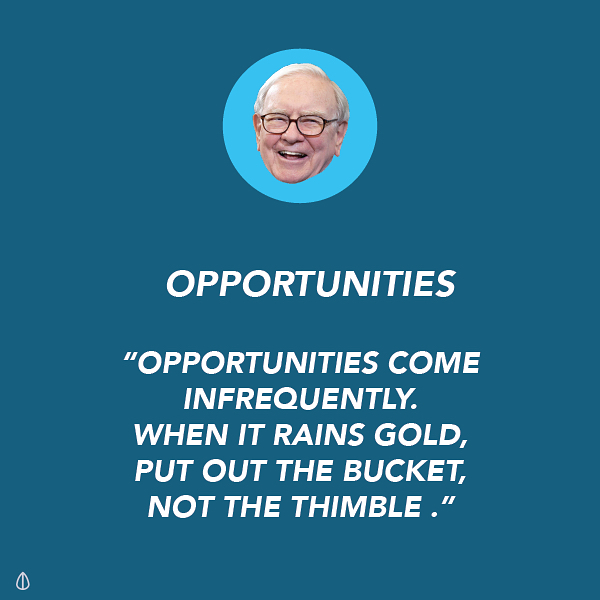 OPPORTUNITIES
“OPPORTUNITIES COME
INFREQUENTLY.
WHEN IT RAINS GOLD,
PUT OUT THE BUCKET,
NOT THE THIMBLE .”